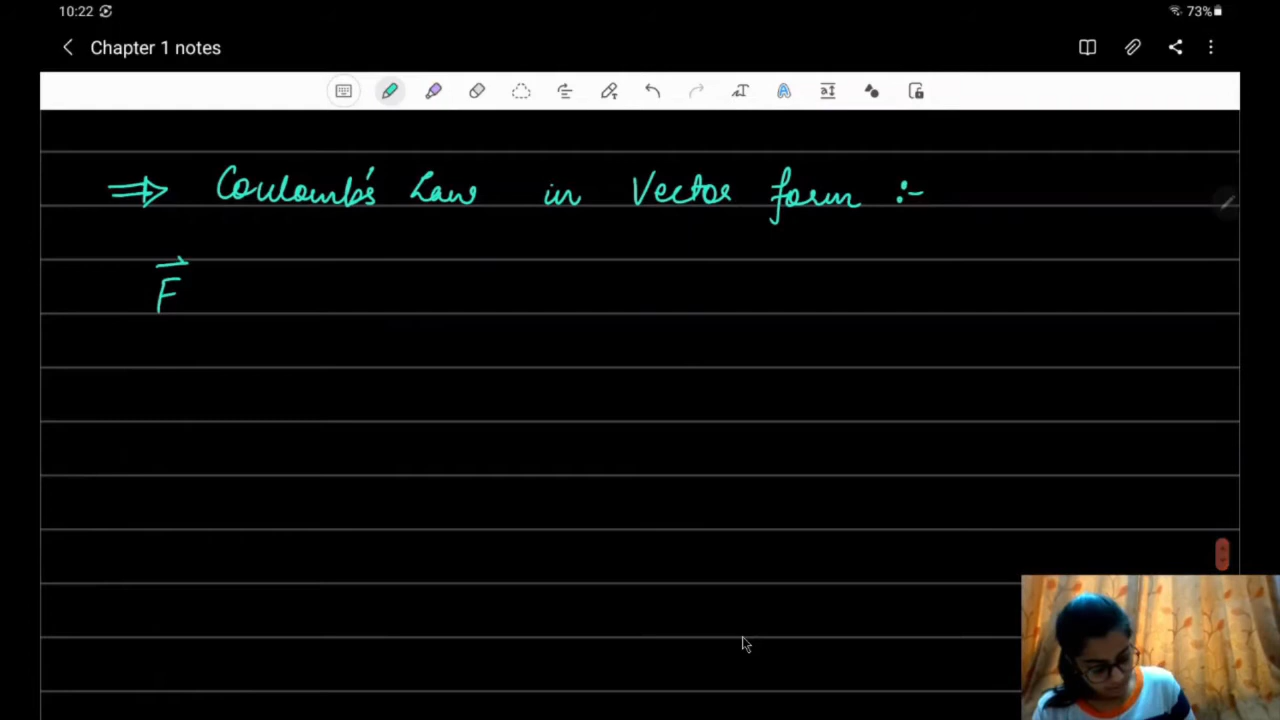 10:22 73%
Chapter 1 notes
⇒ Coulomb's Law in Vector form :-
F⃗